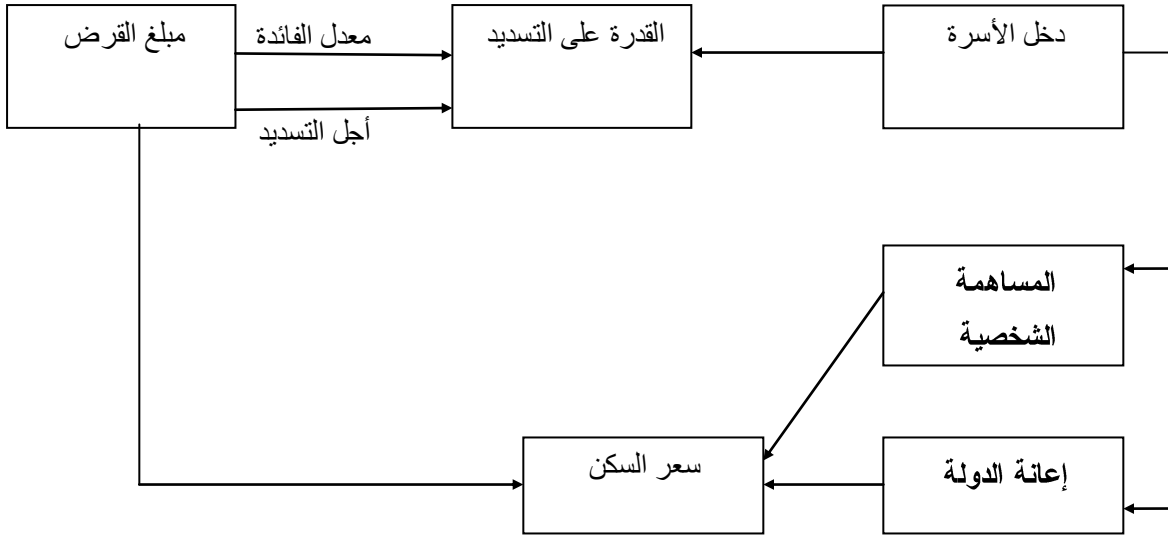 دخل الأسرة
القدرة على التسديد
معدل الفائدة
أجل التسديد
مبلغ القرض
المساهمة
الشخصية
إعانة الدولة
سعر السكن